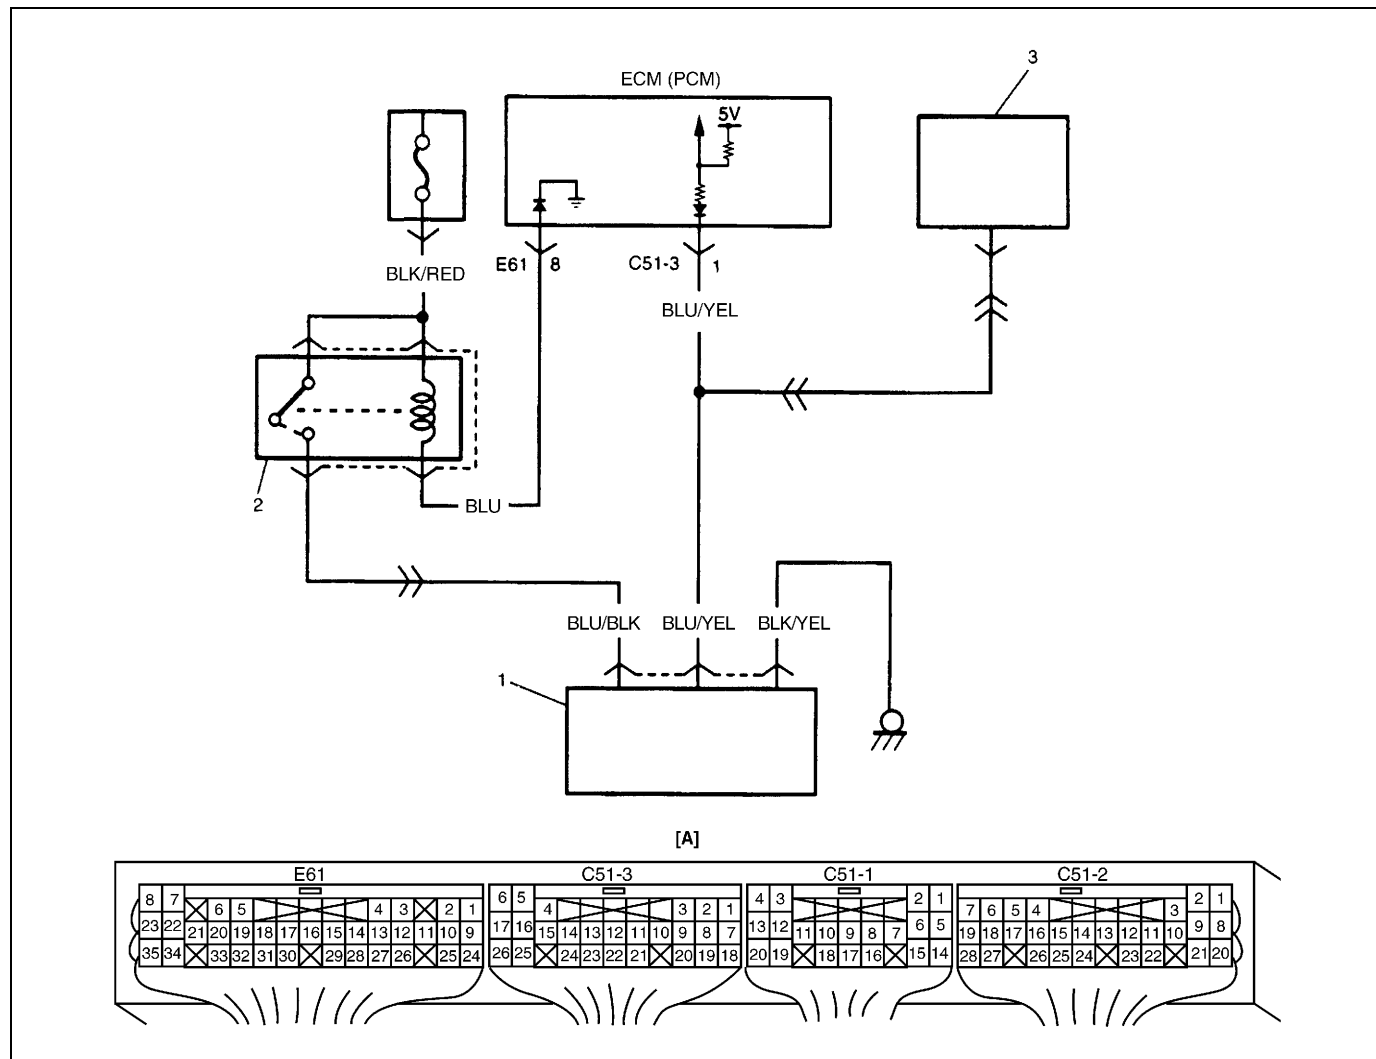 3
ECM (PCM)
5V
E61 8
C51-3 1
BLK/RED
BLU/YEL
2
BLU
BLU/BLK BLU/YEL BLK/YEL
1
[A]
E61 C51-3 C51-1 C51-2
8 7 6 5 4 3 2 1 6 5 4 3 2 1 4 3 2 1 7 6 5 4 3 2 1
23 22 21 20 19 18 17 16 15 14 13 12 11 10 9 17 16 15 14 13 12 11 10 9 8 7 13 12 11 10 9 8 7 6 5 19 18 17 16 15 14 13 12 11 10 9 8
35 34 33 32 31 30 29 28 27 26 25 24 26 25 24 23 22 21 20 19 18 20 19 18 17 16 15 14 28 27 26 25 24 23 22 21 20